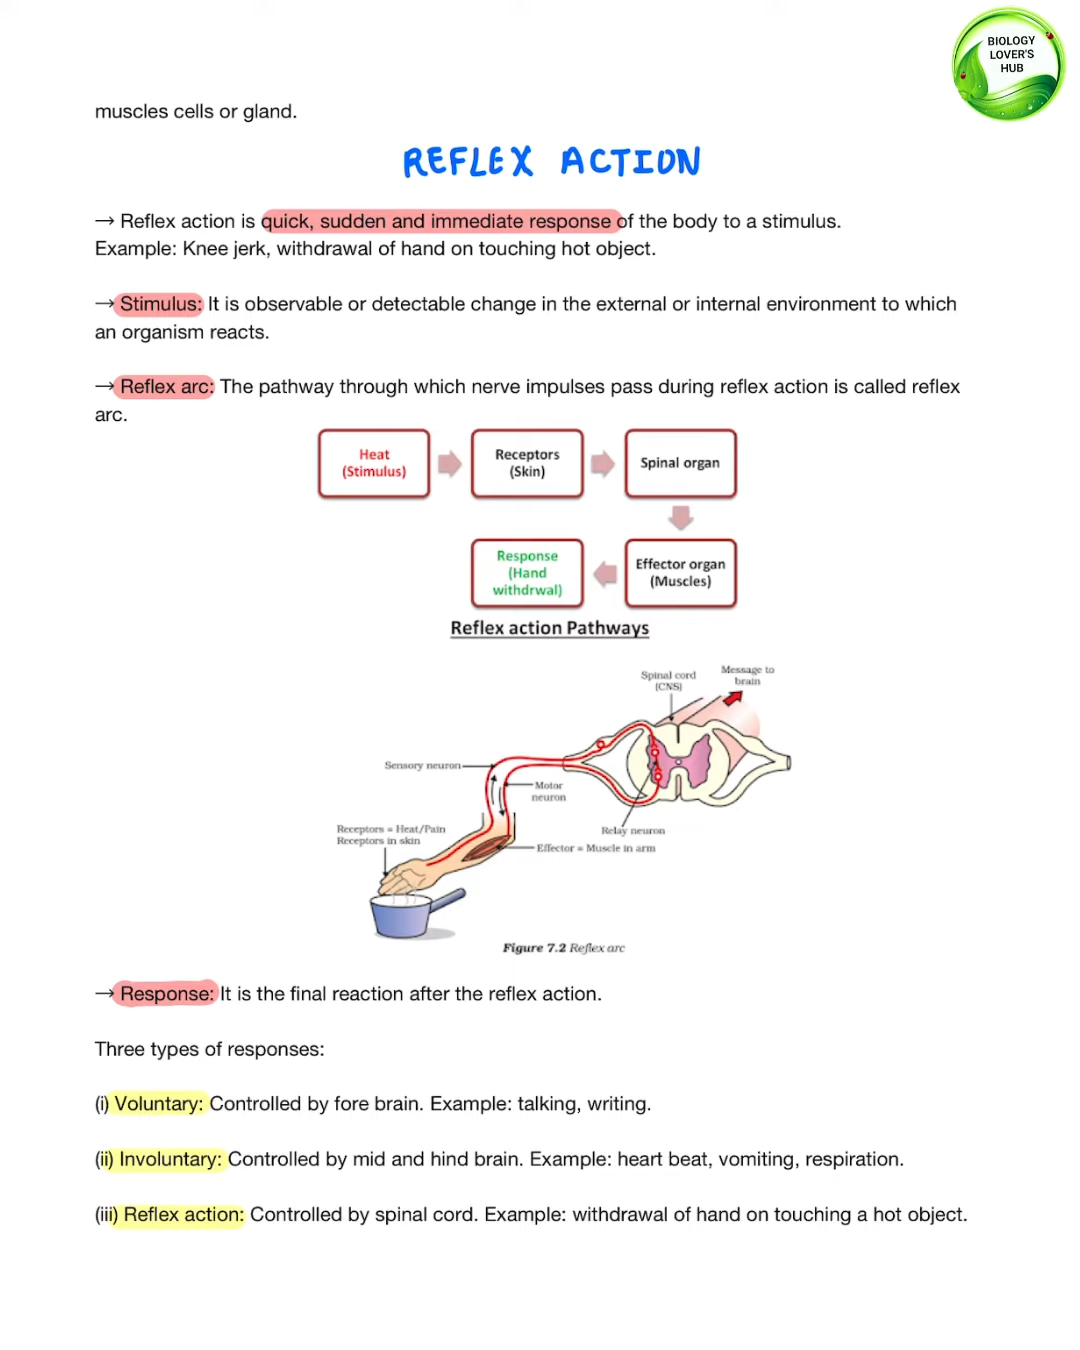 BIOLOGY
LOVER'S
HUB
muscles cells or gland.
REFLEX ACTION
→ Reflex action is quick, sudden and immediate response of the body to a stimulus.
Example: Knee jerk, withdrawal of hand on touching hot object.
→ Stimulus: It is observable or detectable change in the external or internal environment to which
an organism reacts.
→ Reflex arc: The pathway through which nerve impulses pass during reflex action is called reflex
arc.
Heat
(Stimulus)
Receptors
(Skin)
Spinal organ
Response
(Hand
withdrwal)
Effector organ
(Muscles)
Reflex action Pathways
Spinal cord
(CNS)
Message to
brain
Sensory neuron
Motor
neuron
Receptors = Heat/Pain
Receptors in skin
Relay neuron
Effector = Muscle in arm
Figure 7.2 Reflex arc
→ Response: It is the final reaction after the reflex action.
Three types of responses:
(i) Voluntary: Controlled by fore brain. Example: talking, writing.
(ii) Involuntary: Controlled by mid and hind brain. Example: heart beat, vomiting, respiration.
(iii) Reflex action: Controlled by spinal cord. Example: withdrawal of hand on touching a hot object.